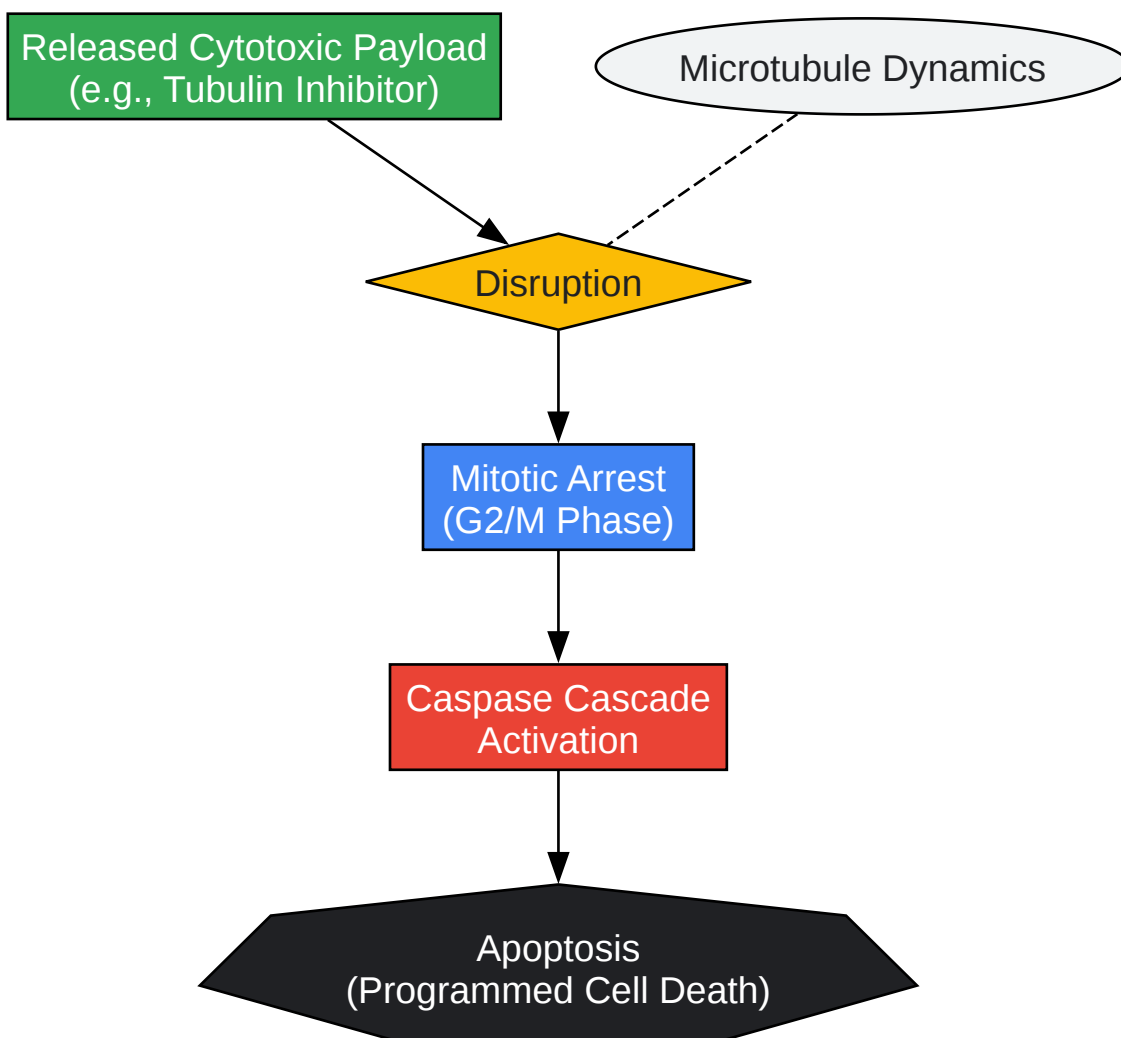 Released Cytotoxic Payload
(e.g., Tubulin Inhibitor)
Microtubule Dynamics
Disruption
Mitotic Arrest
(G2/M Phase)
Caspase Cascade
Activation
Apoptosis
(Programmed Cell Death)